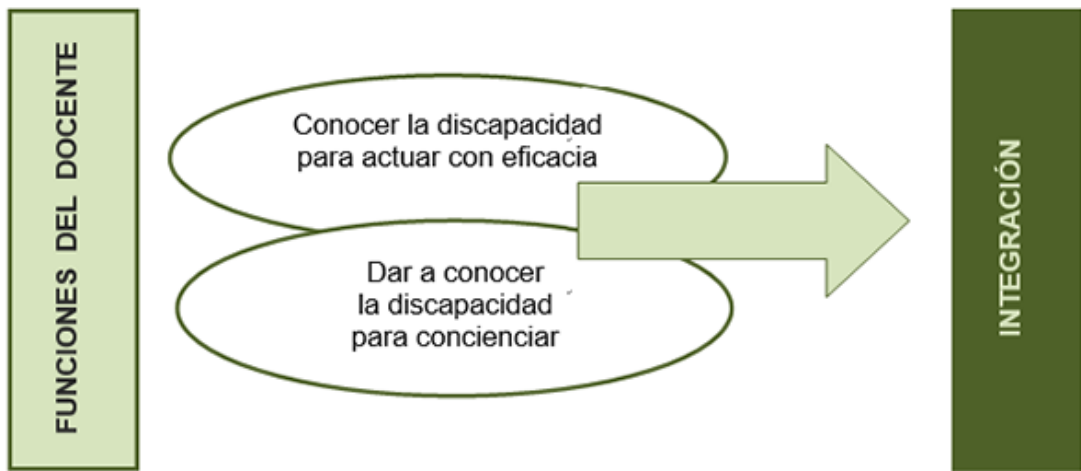 FUNCIONES DEL DOCENTE
Conocer la discapacidad
para actuar con eficacia
Dar a conocer
la discapacidad
para concienciar
INTEGRACIÓN